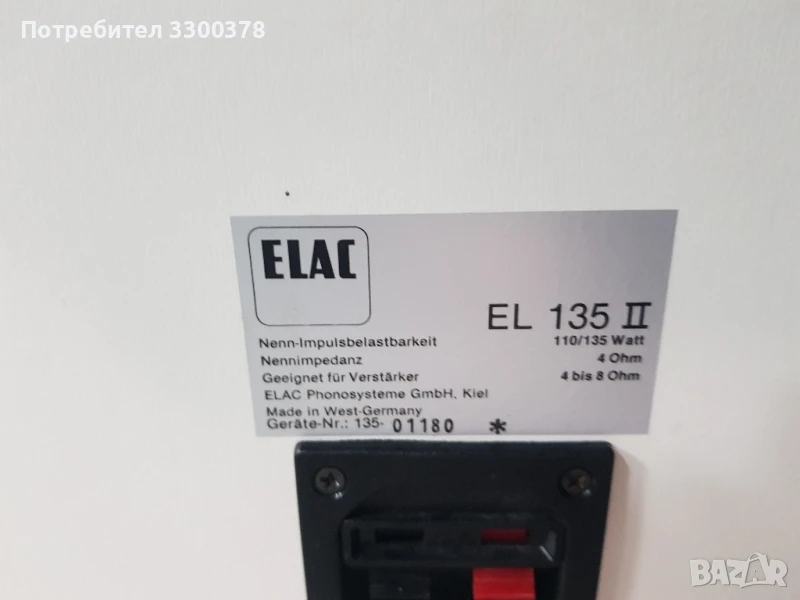 Потребител 3300378
ELAC
EL 135 II
Nenn-Impulsbelastbarkeit 110/135 Watt
Nennimpedanz 4 Ohm
Geeignet für Verstärker 4 bis 8 Ohm
ELAC Phonosysteme GmbH, Kiel
Made in West-Germany
Geräte-Nr.: 135- 01180 *
BAZAR